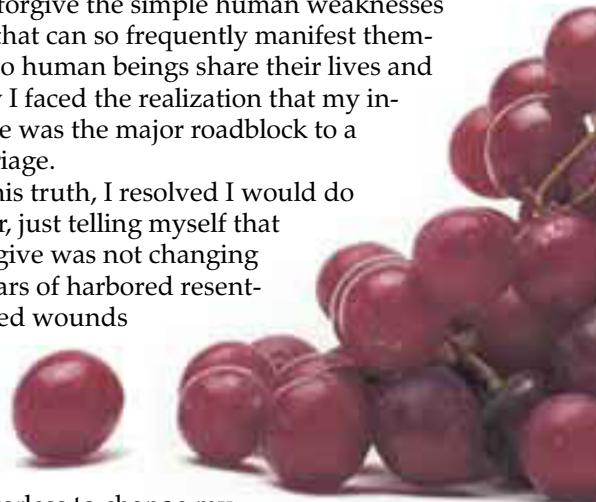 forgive the simple human weaknesses
that can so frequently manifest them-
o human beings share their lives and
I faced the realization that my in-
e was the major roadblock to a
riage.
his truth, I resolved I would do
r, just telling myself that
give was not changing
ars of harbored resent-
ed wounds
erless to change my